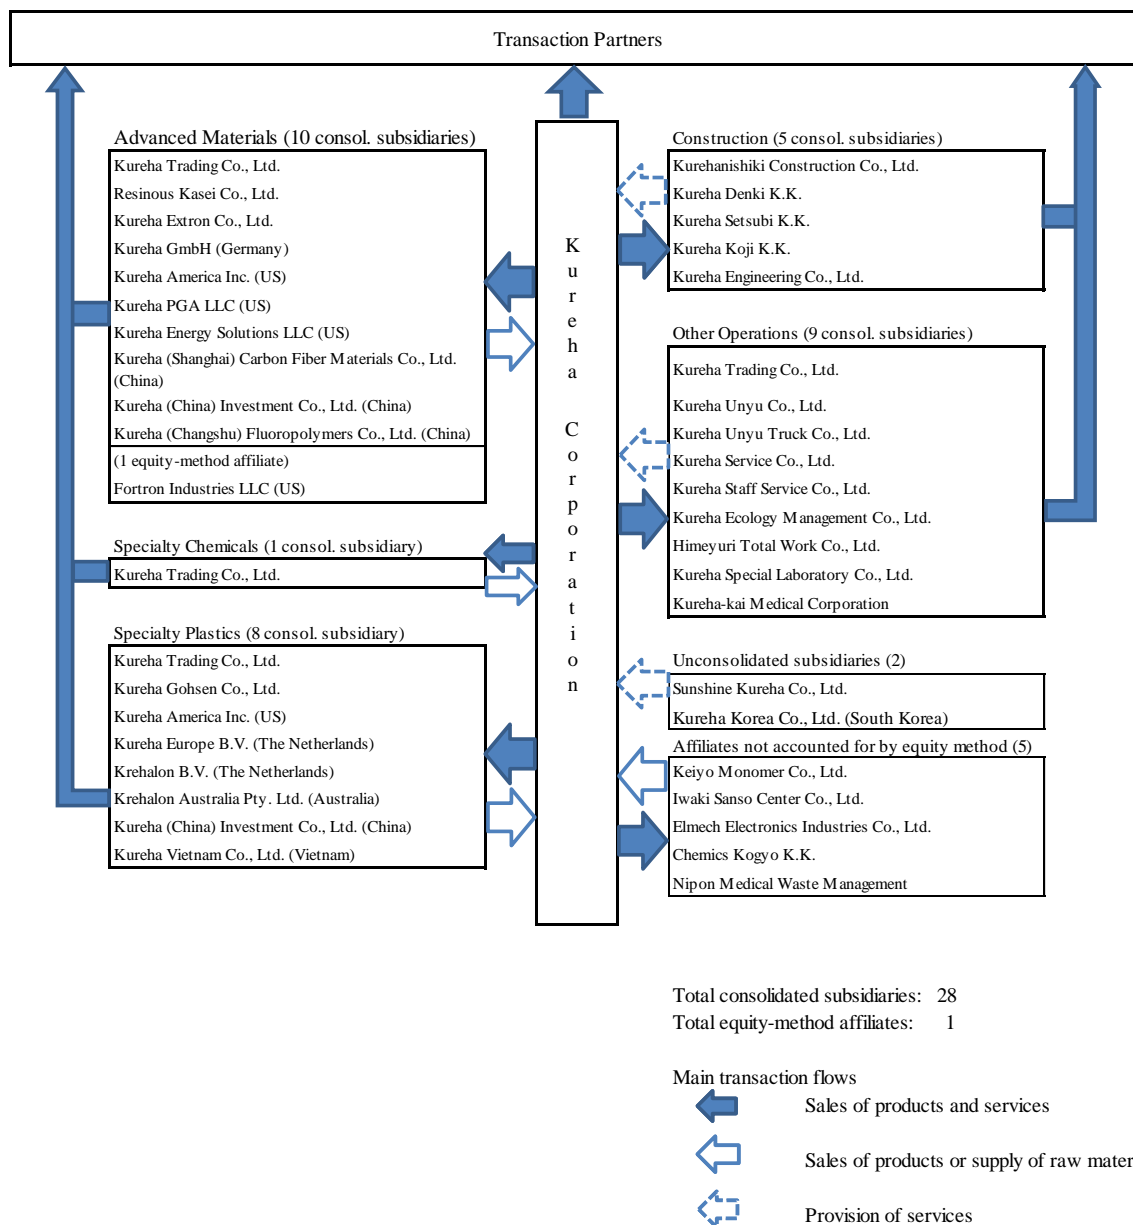 Transaction Partners
Advanced Materials (10 consol. subsidiaries)
Kureha Trading Co., Ltd.
Resinous Kasei Co., Ltd.
Kureha Extron Co., Ltd.
Kureha GmbH (Germany)
Kureha America Inc. (US)
Kureha PGA LLC (US)
Kureha Energy Solutions LLC (US)
Kureha (Shanghai) Carbon Fiber Materials Co., Ltd.
(China)
Kureha (China) Investment Co., Ltd. (China)
Kureha (Changshu) Fluoropolymers Co., Ltd. (China)
(1 equity-method affiliate)
Fortron Industries LLC (US)
Specialty Chemicals (1 consol. subsidiary)
Kureha Trading Co., Ltd.
Specialty Plastics (8 consol. subsidiary)
Kureha Trading Co., Ltd.
Kureha Gohsen Co., Ltd.
Kureha America Inc. (US)
Kureha Europe B.V. (The Netherlands)
Krehalon B.V. (The Netherlands)
Krehalon Australia Pty. Ltd. (Australia)
Kureha (China) Investment Co., Ltd. (China)
Kureha Vietnam Co., Ltd. (Vietnam)
Kureha Corporation
Construction (5 consol. subsidiaries)
Kurehanishiki Construction Co., Ltd.
Kureha Denki K.K.
Kureha Setsubi K.K.
Kureha Koji K.K.
Kureha Engineering Co., Ltd.
Other Operations (9 consol. subsidiaries)
Kureha Trading Co., Ltd.
Kureha Unyu Co., Ltd.
Kureha Unyu Truck Co., Ltd.
Kureha Service Co., Ltd.
Kureha Staff Service Co., Ltd.
Kureha Ecology Management Co., Ltd.
Himeyuri Total Work Co., Ltd.
Kureha Special Laboratory Co., Ltd.
Kureha-kai Medical Corporation
Unconsolidated subsidiaries (2)
Sunshine Kureha Co., Ltd.
Kureha Korea Co., Ltd. (South Korea)
Affiliates not accounted for by equity method (5)
Keiyo Monomer Co., Ltd.
Iwaki Sanso Center Co., Ltd.
Elmech Electronics Industries Co., Ltd.
Chemics Kogyo K.K.
Nipon Medical Waste Management
Total consolidated subsidiaries: 28
Total equity-method affiliates: 1
Main transaction flows
Sales of products and services
Sales of products or supply of raw mater
Provision of services